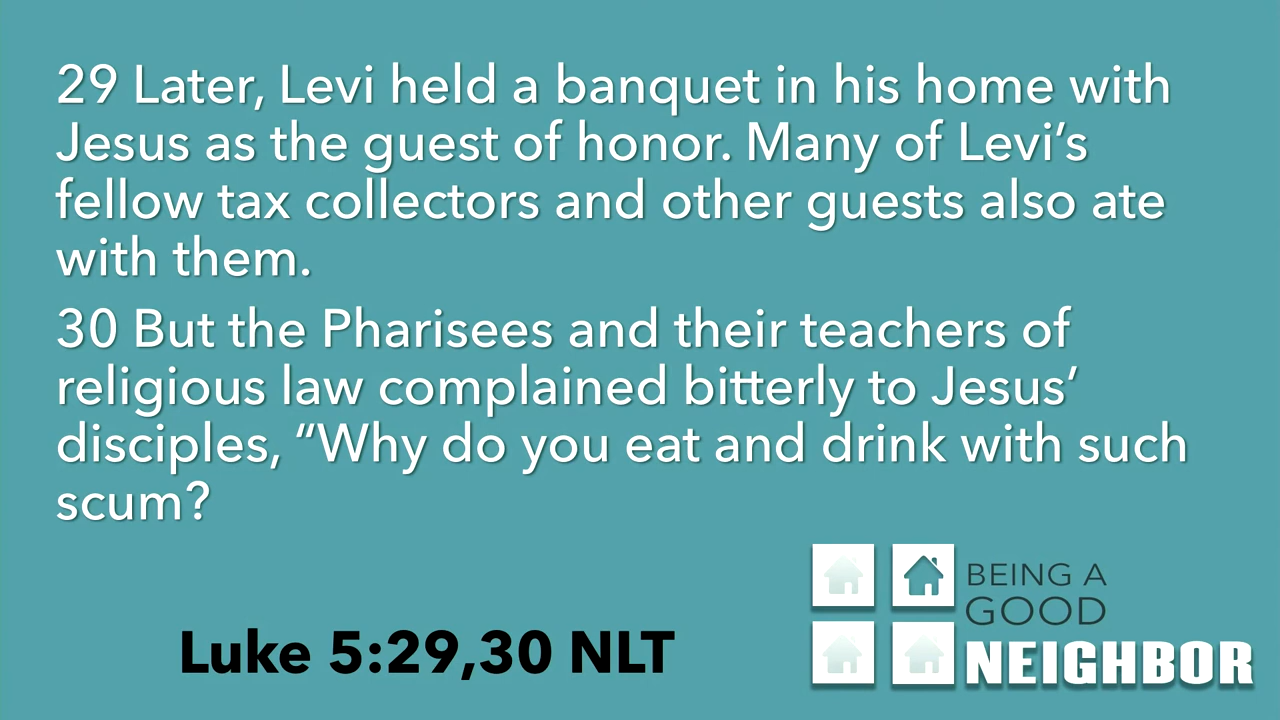 29 Later, Levi held a banquet in his home with
Jesus as the guest of honor. Many of Levi’s
fellow tax collectors and other guests also ate
with them.
30 But the Pharisees and their teachers of
religious law complained bitterly to Jesus’
disciples, “Why do you eat and drink with such
scum?
Luke 5:29,30 NLT
BEING A
GOOD
NEIGHBOR